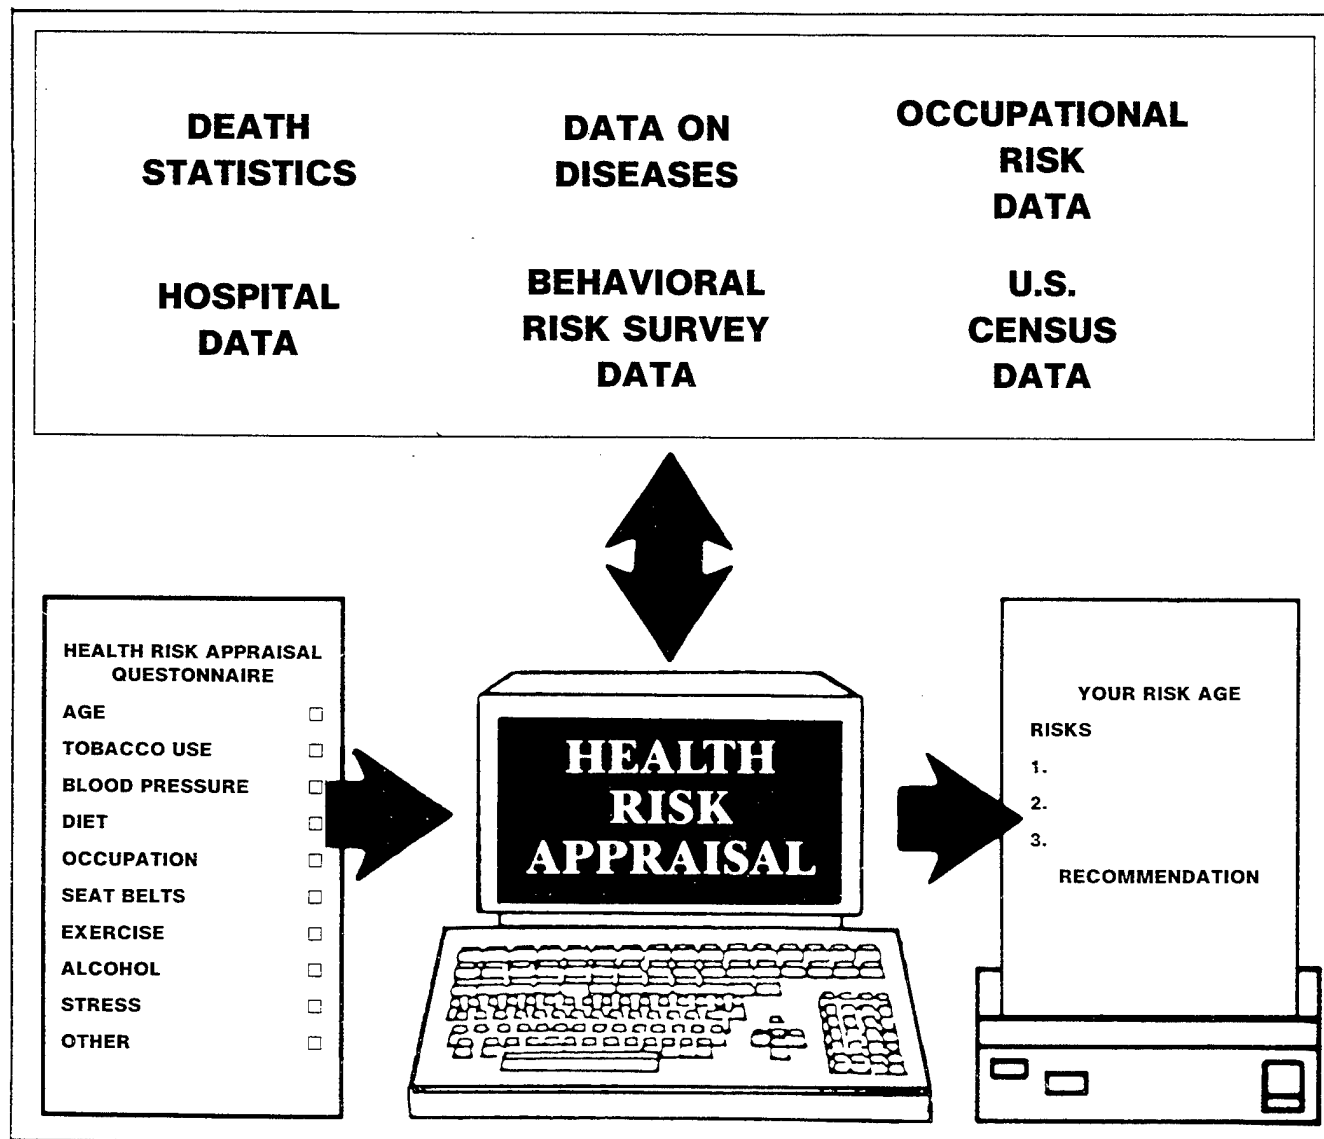 DEATH
STATISTICS
DATA ON
DISEASES
OCCUPATIONAL
RISK
DATA
HOSPITAL
DATA
BEHAVIORAL
RISK SURVEY
DATA
U.S.
CENSUS
DATA
HEALTH RISK APPRAISAL
QUESTONNAIRE
AGE
TOBACCO USE
BLOOD PRESSURE
DIET
OCCUPATION
SEAT BELTS
EXERCISE
ALCOHOL
STRESS
OTHER
HEALTH
RISK
APPRAISAL
YOUR RISK AGE
RISKS
1.
2.
3.
RECOMMENDATION